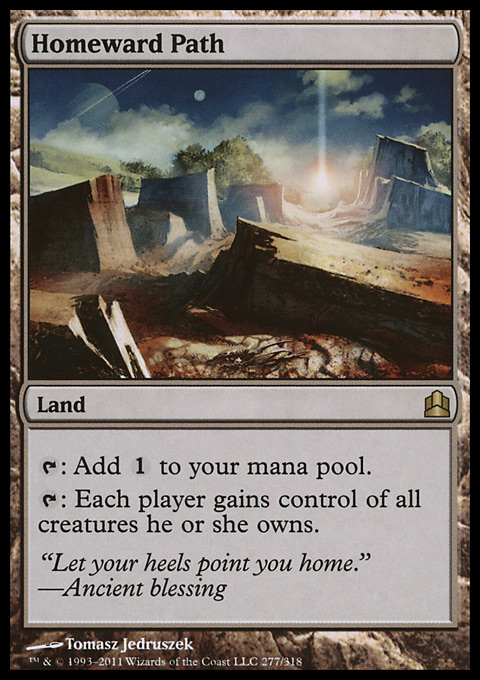 Homeward Path
Land
: Add 1 to your mana pool.
: Each player gains control of all
creatures he or she owns.
“Let your heels point you home.”
—Ancient blessing
Tomasz Jedruszek
™ & © 1993–2011 Wizards of the Coast LLC 277/318